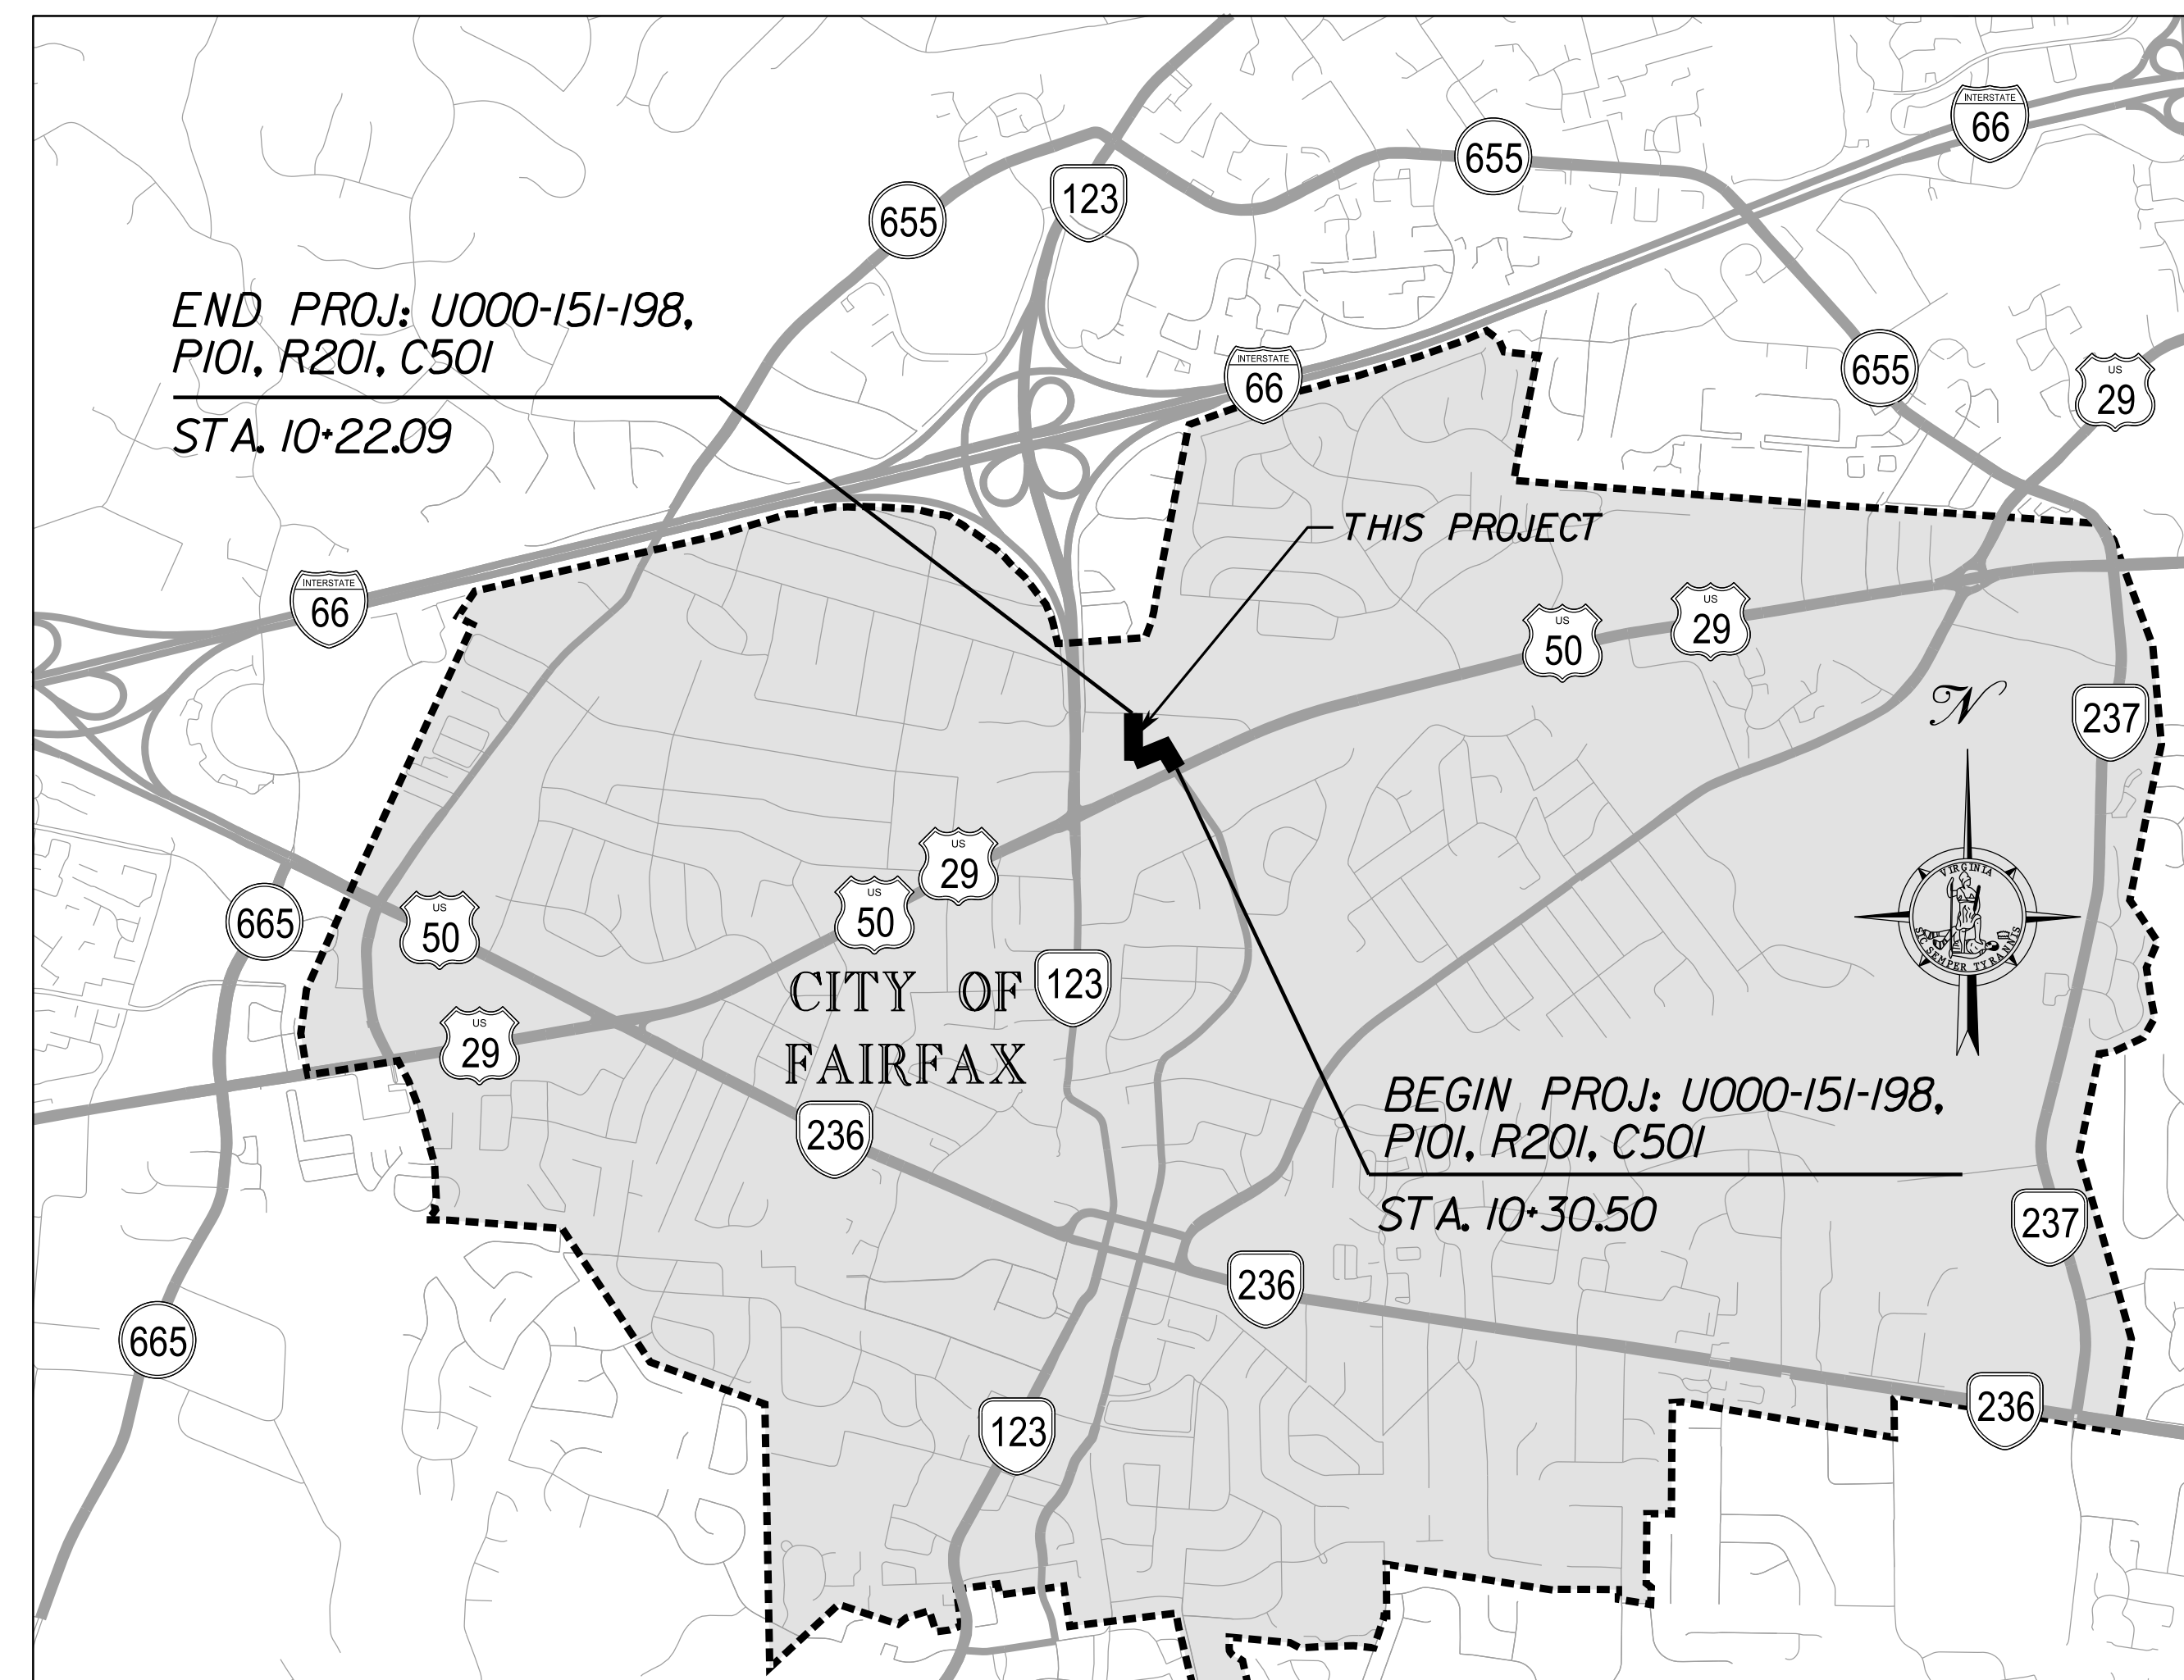 INTERSTATE
66
655
123
655
END PROJ: U000-151-198,
P101, R201, C501
STA. 10+22.09
INTERSTATE
66
655
US
29
THIS PROJECT
INTERSTATE
66
US
50
US
29
N
237
US
29
US
50
VIRGINIA
SIC SEMPER TYRANNIS
665
US
50
CITY OF
FAIRFAX
123
US
29
BEGIN PROJ: U000-151-198,
P101, R201, C501
STA. 10+30.50
236
237
236
665
236
123